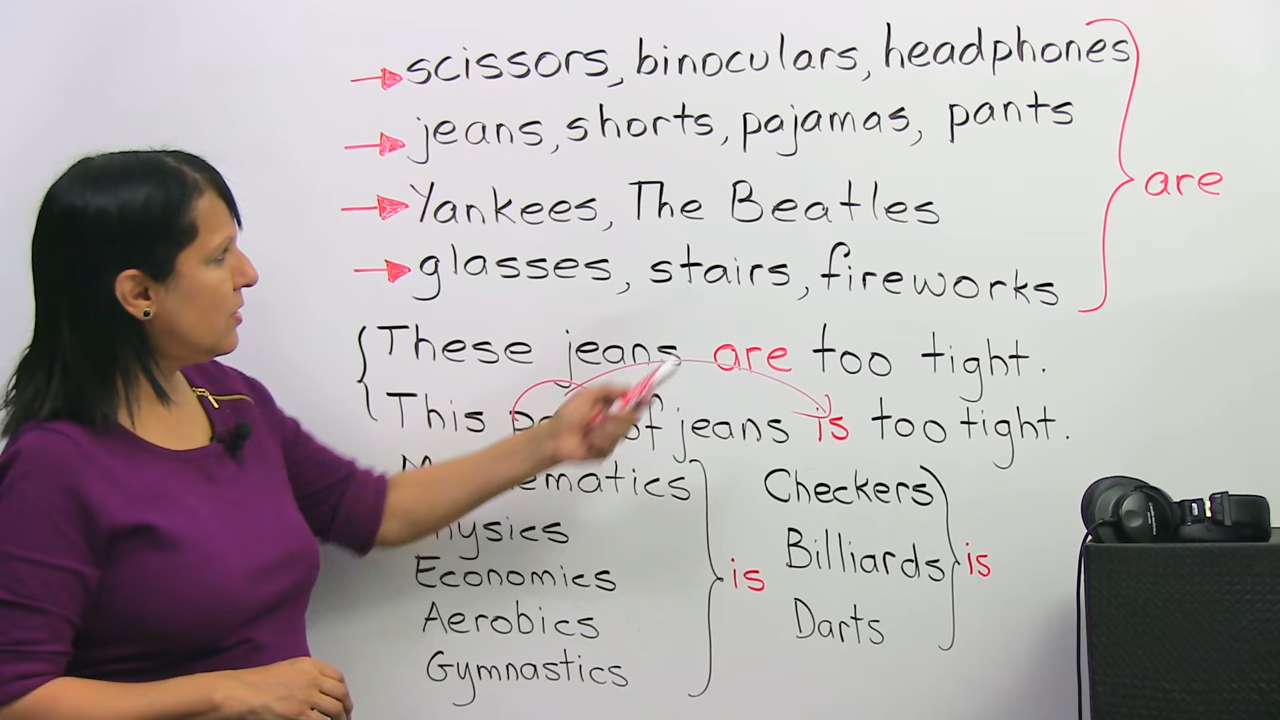 scissors, binoculars, headphones
jeans, shorts, pajamas, pants
are
Yankees, The Beatles
glasses, stairs, fireworks
These jeans are too tight.
This of jeans is too tight.
Economics
Aerobics
Gymnastics
is
Checkers
Billiards
Darts
is